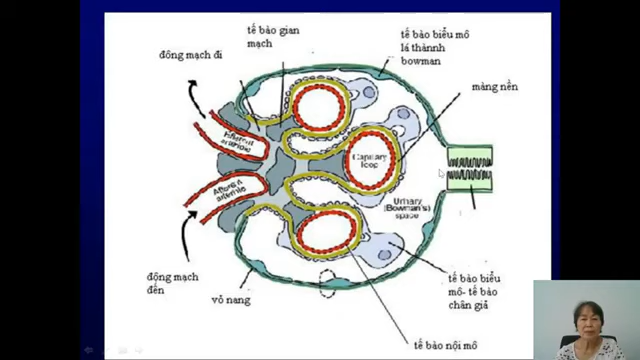 tế bào gian
mạch
tế bào biểu mô
lá thànnh
bowman
động mạch đi
màng nền
Efferent
arteriole
Capillary
loop
Afferent
arteriole
Urinary
(Bowman's)
space
động mạch
đến
vỏ nang
tế bào biểu
mô- tế bào
chân giả
tế bào nội mô